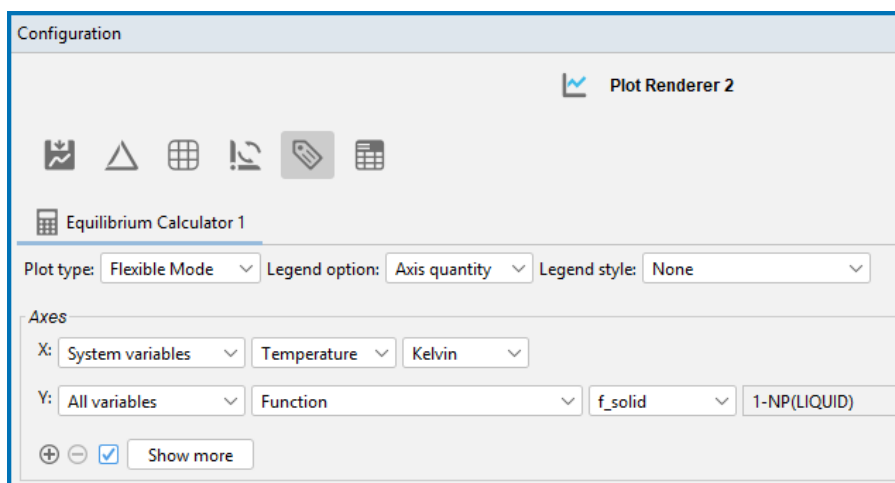 Configuration
Plot Renderer 2
Equilibrium Calculator 1
Plot type: Flexible Mode Legend option: Axis quantity Legend style: None
Axes
X: System variables Temperature Kelvin
Y: All variables Function f_solid 1-NP(LIQUID)
Show more